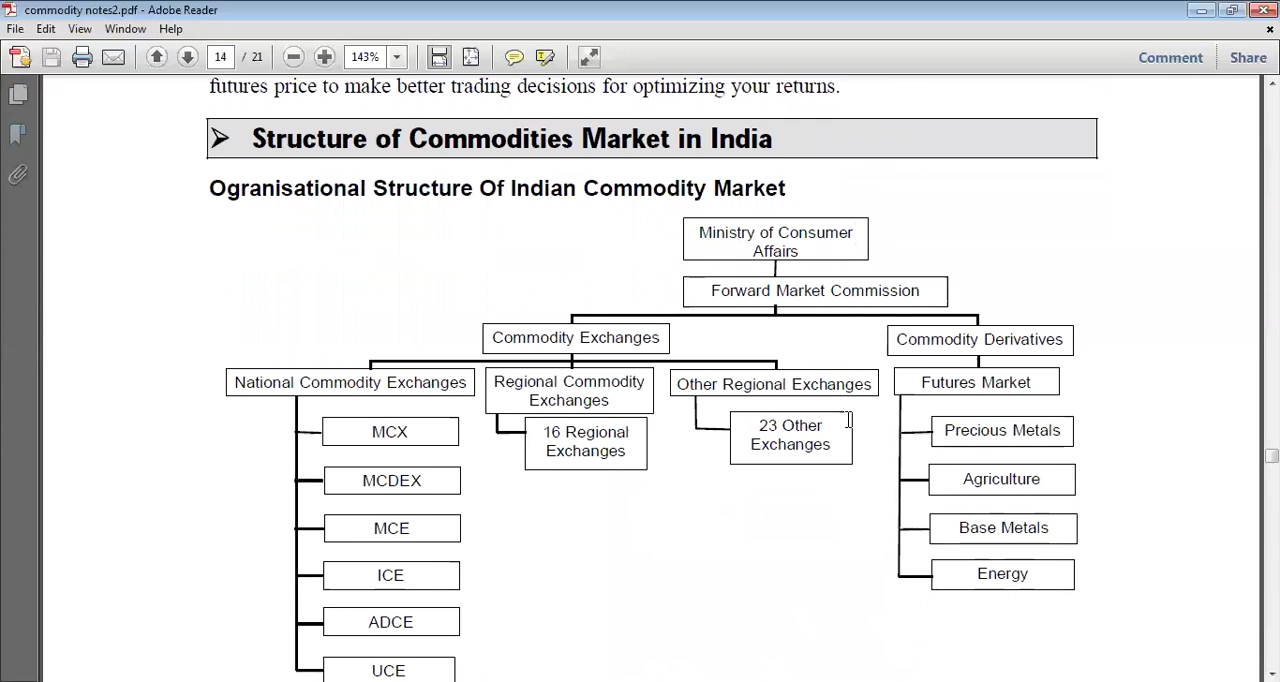 commodity notes2.pdf - Adobe Reader
File Edit View Window Help
14 / 21 143% Comment Share
futures price to make better trading decisions for optimizing your returns.
Structure of Commodities Market in India
Ogranisational Structure Of Indian Commodity Market
Ministry of Consumer
Affairs
Forward Market Commission
Commodity Exchanges
Commodity Derivatives
National Commodity Exchanges
Regional Commodity
Exchanges
Other Regional Exchanges
Futures Market
MCX
16 Regional
Exchanges
23 Other
Exchanges
Precious Metals
MCDEX
Agriculture
MCE
Base Metals
ICE
Energy
ADCE
UCE